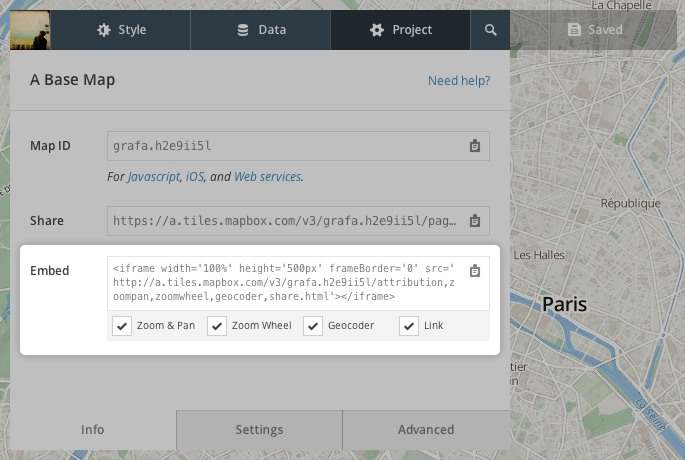 La Chapelle
Style
Data
Project
Saved
A Base Map
Need help?
Map ID
grafa.h2e9ii5l
For Javascript, iOS, and Web services.
Share
https://a.tiles.mapbox.com/v3/grafa.h2e9ii5l/pag…
République
Les Halles
Embed
<iframe width='100%' height='500px' frameBorder='0' src='
http://a.tiles.mapbox.com/v3/grafa.h2e9ii5l/attribution,z
oompan,zoomwheel,geocoder,share.html'></iframe>
Paris
Zoom & Pan
Zoom Wheel
Geocoder
Link
tier
in
La Seine
Info
Settings
Advanced